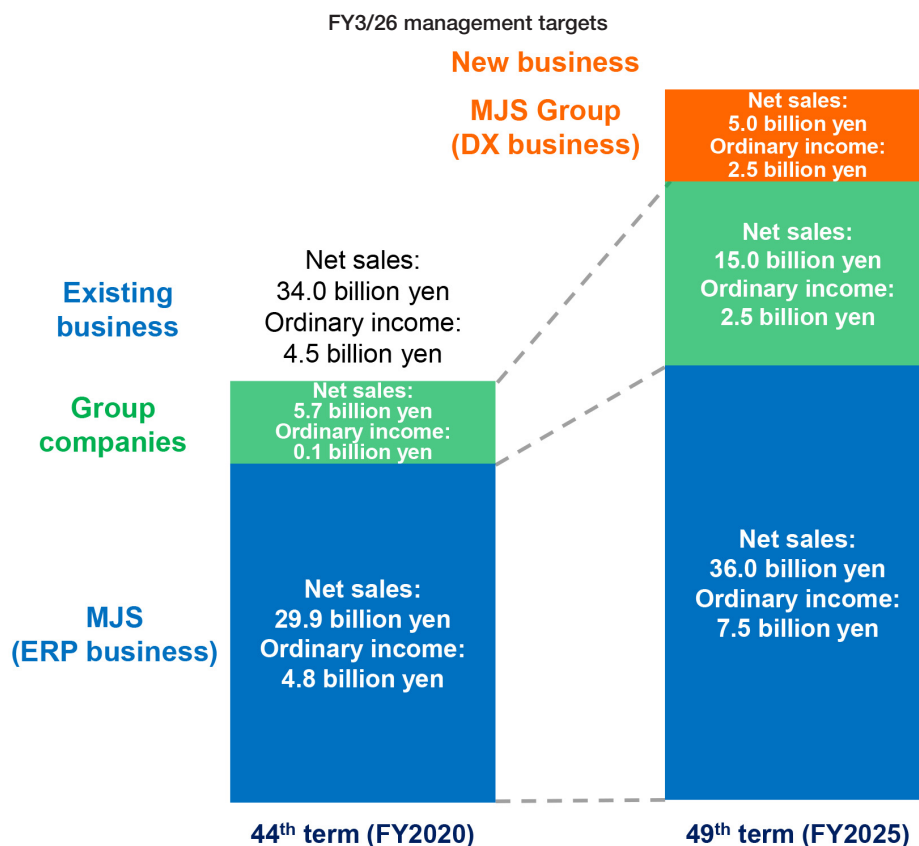 FY3/26 management targets
New business
MJS Group
(DX business)
Net sales:
5.0 billion yen
Ordinary income:
2.5 billion yen
Existing
business
Net sales:
34.0 billion yen
Ordinary income:
4.5 billion yen
Net sales:
15.0 billion yen
Ordinary income:
2.5 billion yen
Group
companies
Net sales:
5.7 billion yen
Ordinary income:
0.1 billion yen
MJS
(ERP business)
Net sales:
29.9 billion yen
Ordinary income:
4.8 billion yen
Net sales:
36.0 billion yen
Ordinary income:
7.5 billion yen
44th term (FY2020)
49th term (FY2025)